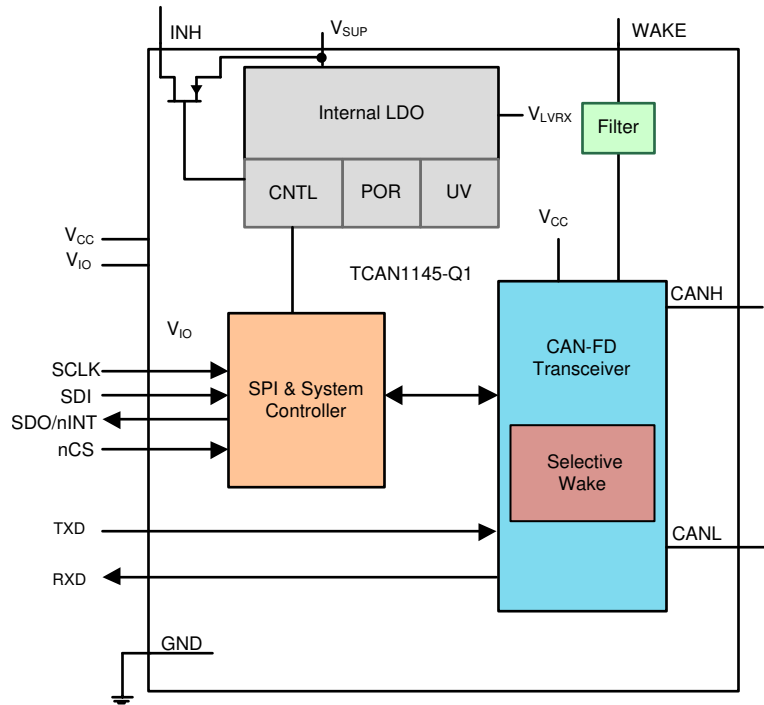 INH
VSUP
WAKE
Internal LDO
VLVRX
Filter
CNTL
POR
UV
VCC
VCC
VIO
TCAN1145-Q1
CANH
VIO
CAN-FD
Transceiver
SCLK
SDI
SDO/nINT
nCS
SPI & System
Controller
Selective
Wake
TXD
CANL
RXD
GND